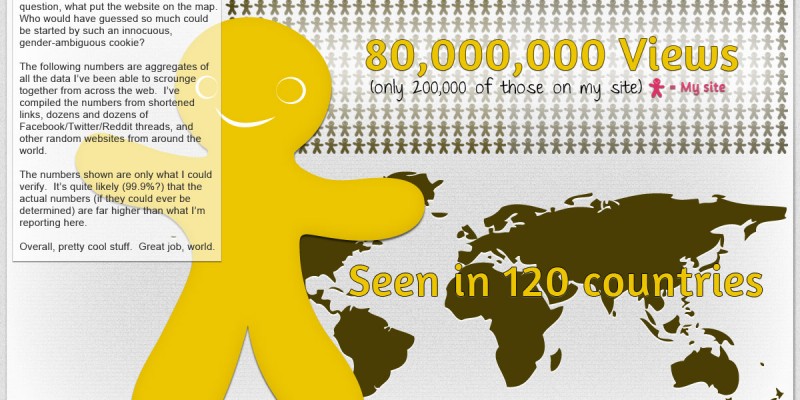 question, what put the website on the map.
Who would have guessed so much could
be started by such an innocuous,
gender-ambiguous cookie?
The following numbers are aggregates of
all the data I've been able to scrounge
together from across the web.  I've
compiled the numbers from shortened
links, dozens and dozens of
Facebook/Twitter/Reddit threads, and
other random websites from around the
world.
The numbers shown are only what I could
verify.  It's quite likely (99.9%?) that the
actual numbers (if they could ever be
determined) are far higher than what I'm
reporting here.
Overall, pretty cool stuff.  Great job, world.
80,000,000 Views
(only 200,000 of those on my site) = My site
Seen in 120 countries